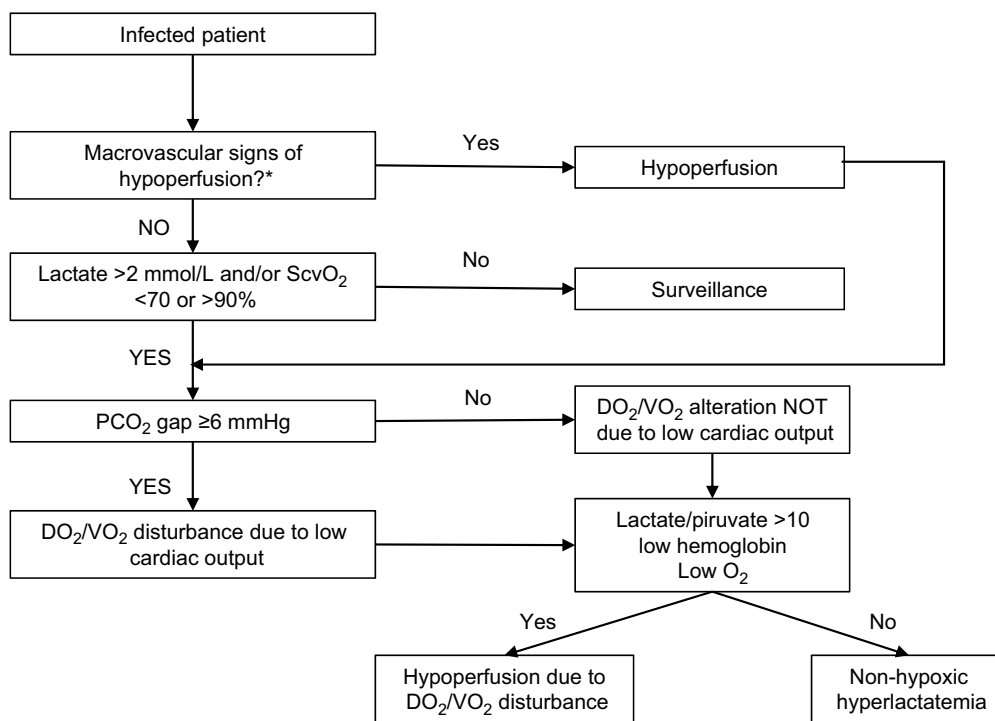 Infected patient
Macrovascular signs of
hypoperfusion?*
Yes
Hypoperfusion
NO
Lactate >2 mmol/L and/or ScvO₂
<70 or >90%
No
Surveillance
YES
PCO₂ gap ≥6 mmHg
No
DO₂/VO₂ alteration NOT
due to low cardiac output
YES
DO₂/VO₂ disturbance due to low
cardiac output
Lactate/piruvate >10
low hemoglobin
Low O₂
Yes
No
Hypoperfusion due to
DO₂/VO₂ disturbance
Non-hypoxic
hyperlactatemia